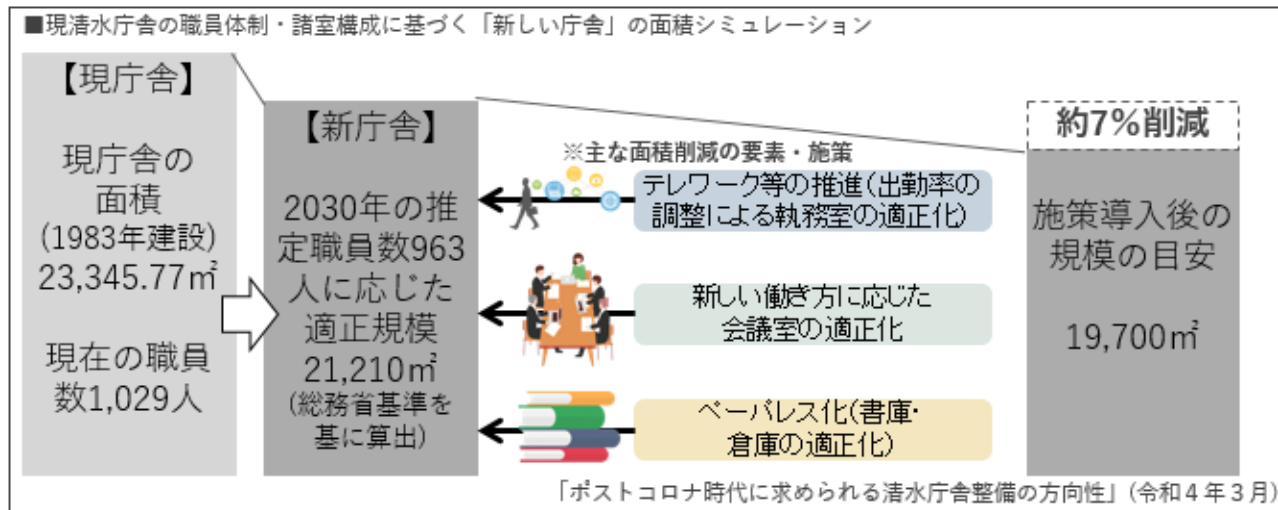 ■現清水庁舎の職員体制・諸室構成に基づく「新しい庁舎」の面積シミュレーション
【現庁舎】
現庁舎の
面積
(1983年建設)
23,345.77㎡
現在の職員
数1,029人
【新庁舎】
2030年の推
定職員数963
人に応じた
適正規模
21,210㎡
(総務省基準を
基に算出)
※主な面積削減の要素・施策
テレワーク等の推進(出勤率の
調整による執務室の適正化)
新しい働き方に応じた
会議室の適正化
ペーパレス化(書庫・
倉庫の適正化)
約7%削減
施策導入後の
規模の目安
19,700㎡
「ポストコロナ時代に求められる清水庁舎整備の方向性」(令和4年3月)